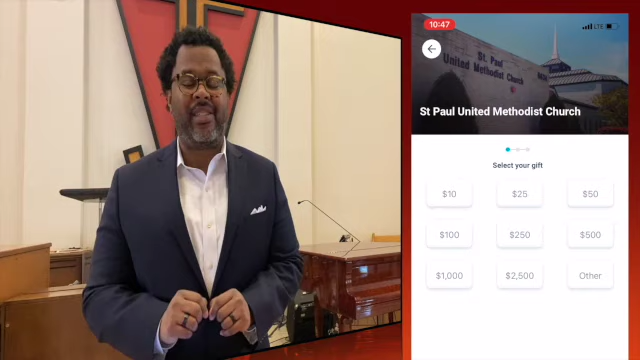 10:47
LTE
St. Paul
United Methodist Church
St Paul United Methodist Church
Select your gift
$10
$25
$50
$100
$250
$500
$1,000
$2,500
Other